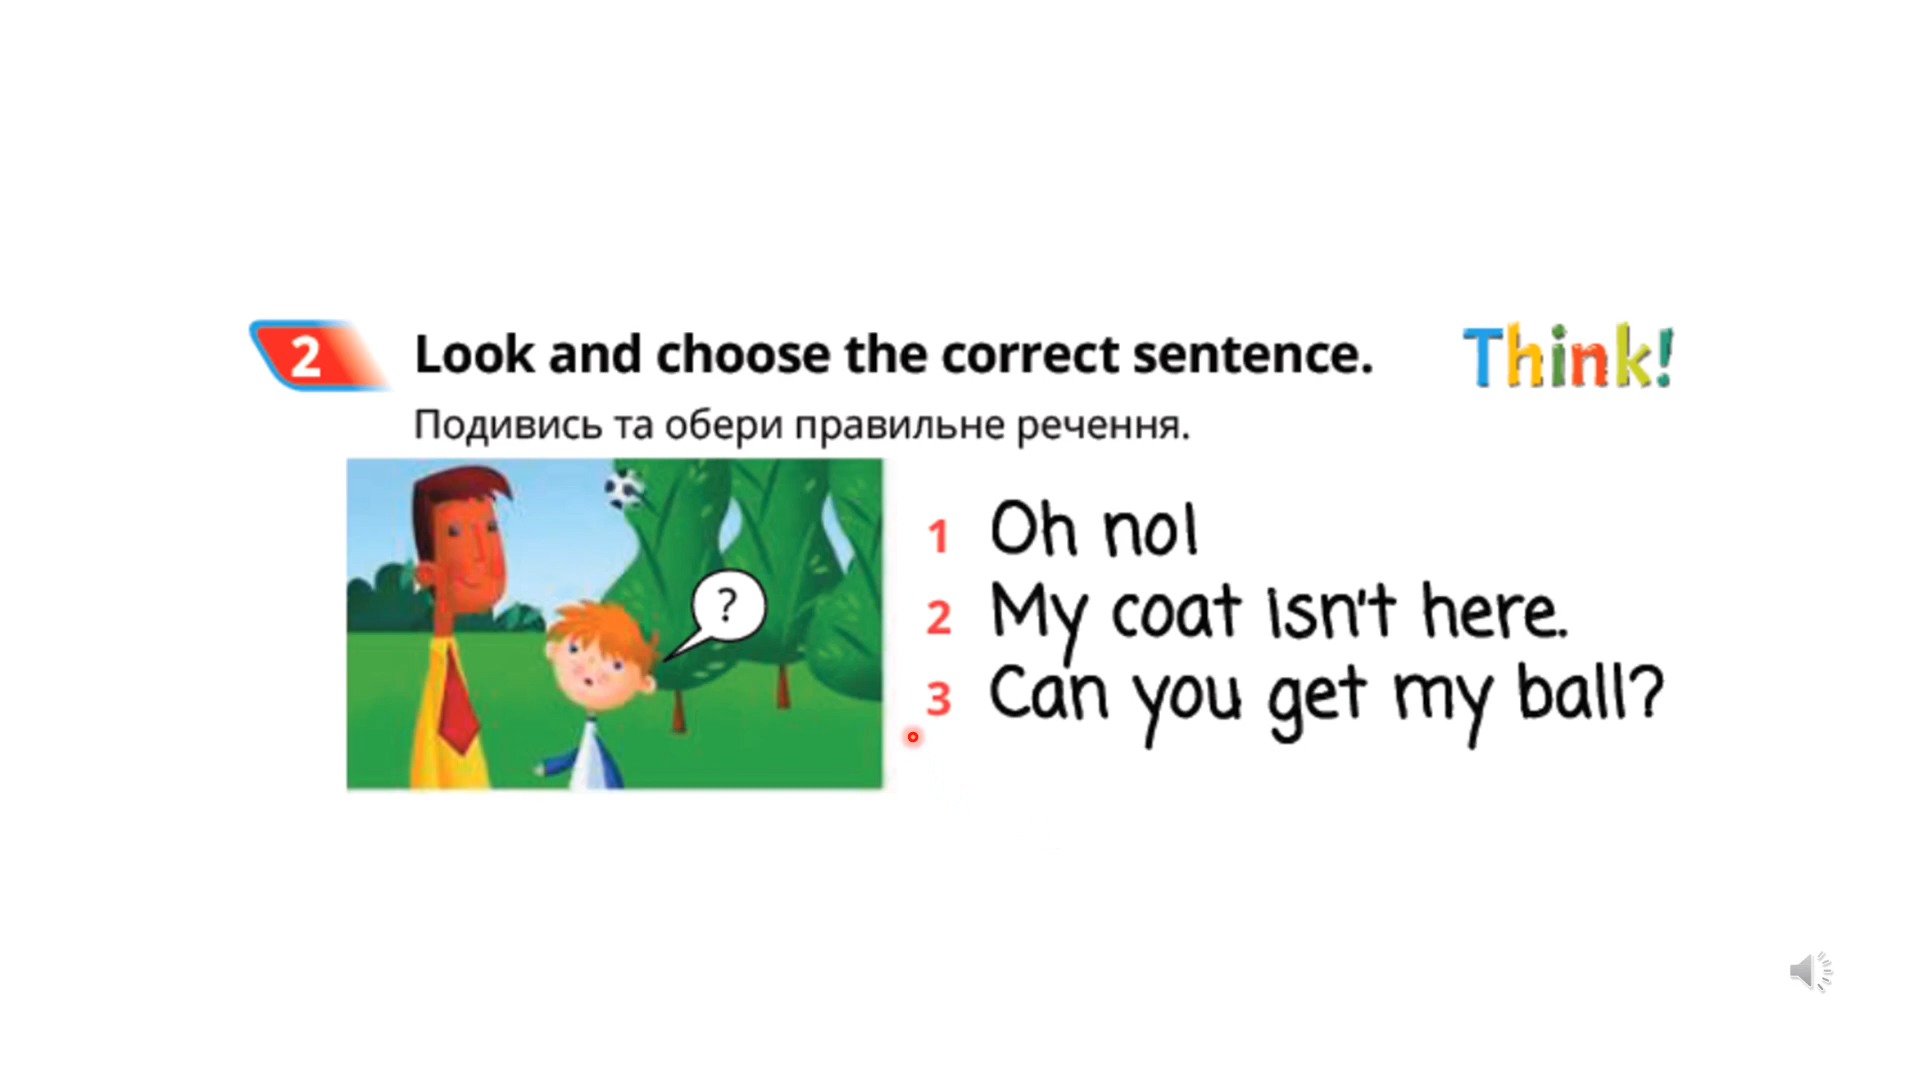 2 Look and choose the correct sentence. Think!
Подивись та обери правильне речення.
?
1 Oh no!
2 My coat isn't here.
3 Can you get my ball?